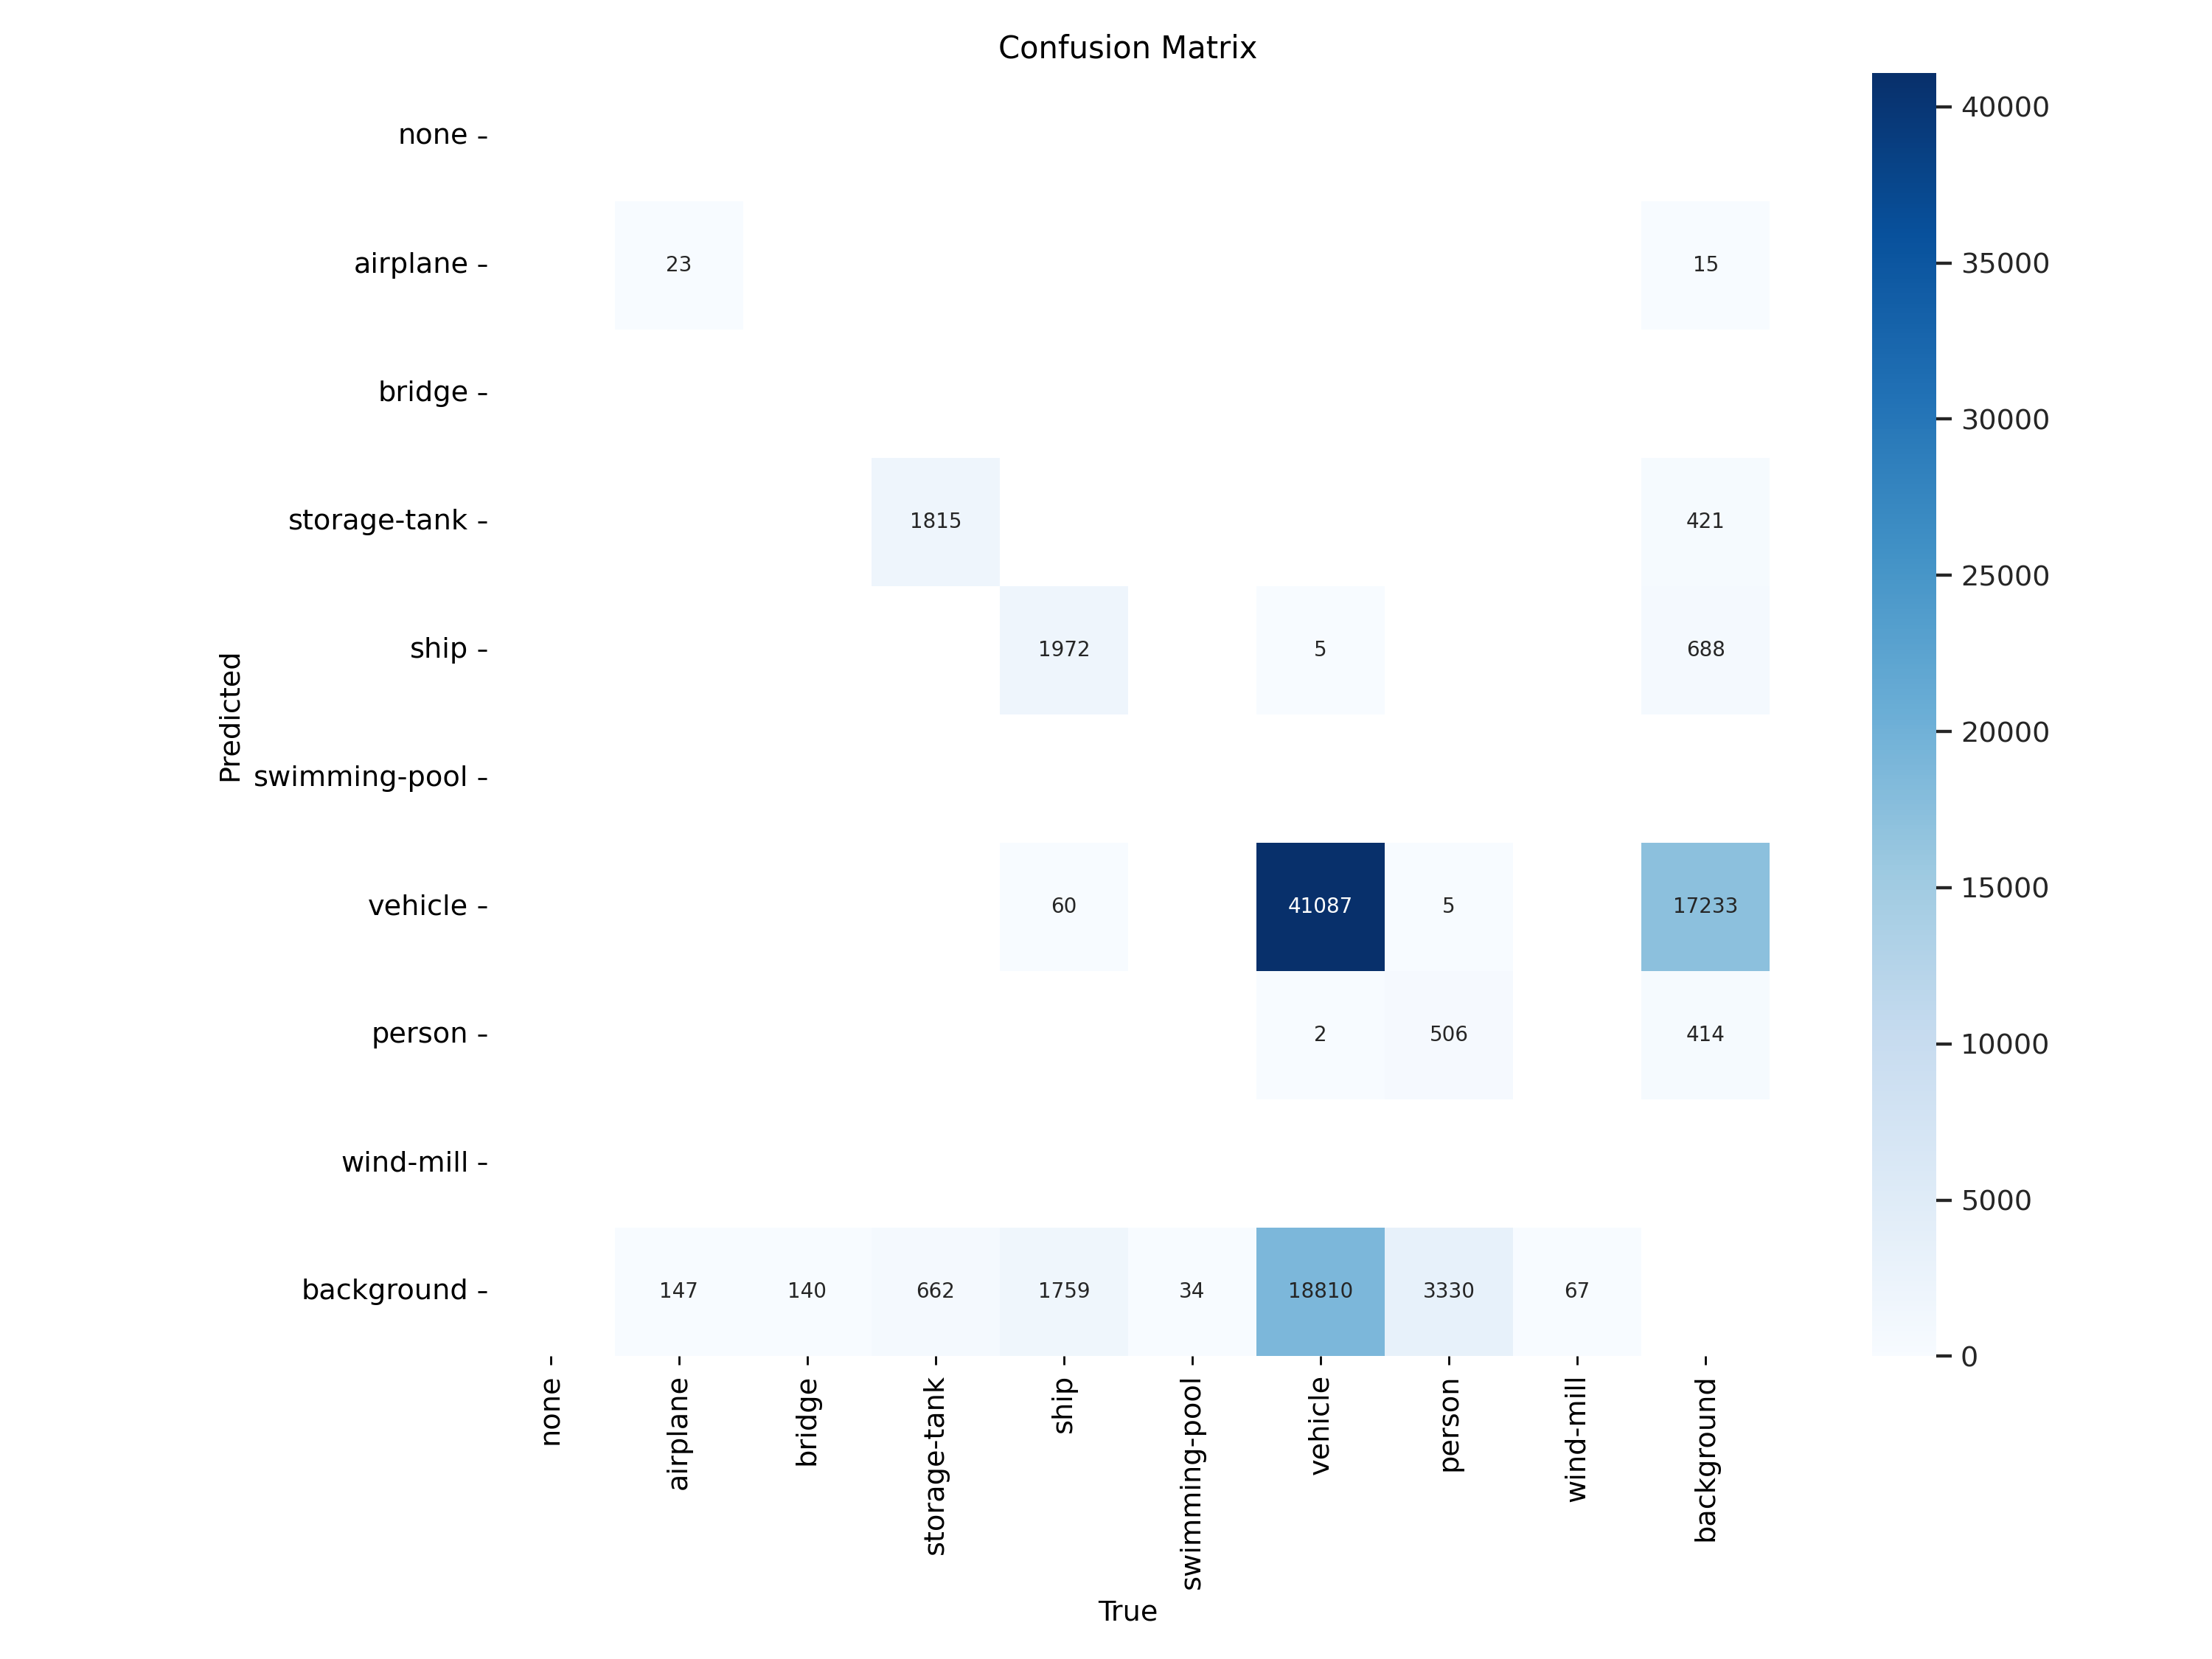 Confusion Matrix
none
airplane 23 15
bridge
storage-tank 1815 421
ship 1972 5 688
swimming-pool
vehicle 60 41087 5 17233
person 2 506 414
wind-mill
background 147 140 662 1759 34 18810 3330 67
Predicted
none airplane bridge storage-tank ship swimming-pool vehicle person wind-mill background
True
40000
35000
30000
25000
20000
15000
10000
5000
0